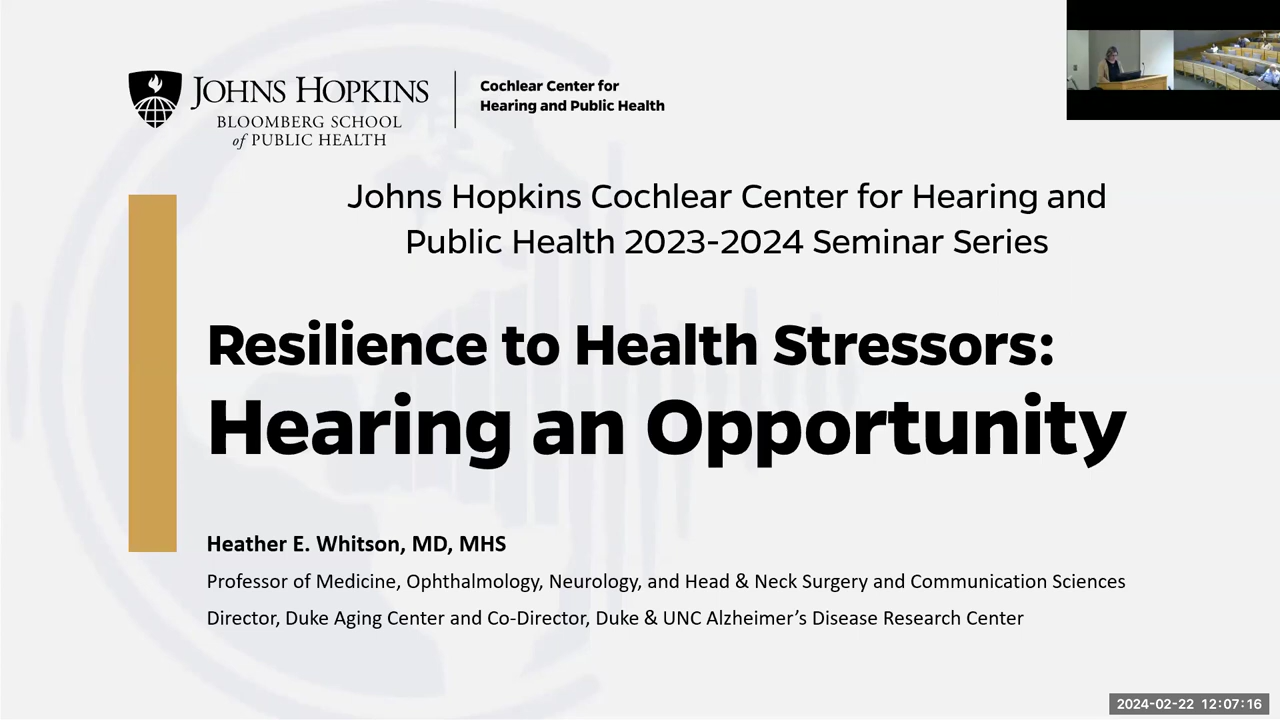 JOHNS HOPKINS
BLOOMBERG SCHOOL
of PUBLIC HEALTH
Cochlear Center for
Hearing and Public Health
Johns Hopkins Cochlear Center for Hearing and
Public Health 2023-2024 Seminar Series
Resilience to Health Stressors:
Hearing an Opportunity
Heather E. Whitson, MD, MHS
Professor of Medicine, Ophthalmology, Neurology, and Head & Neck Surgery and Communication Sciences
Director, Duke Aging Center and Co-Director, Duke & UNC Alzheimer’s Disease Research Center
2024-02-22 12:07:16